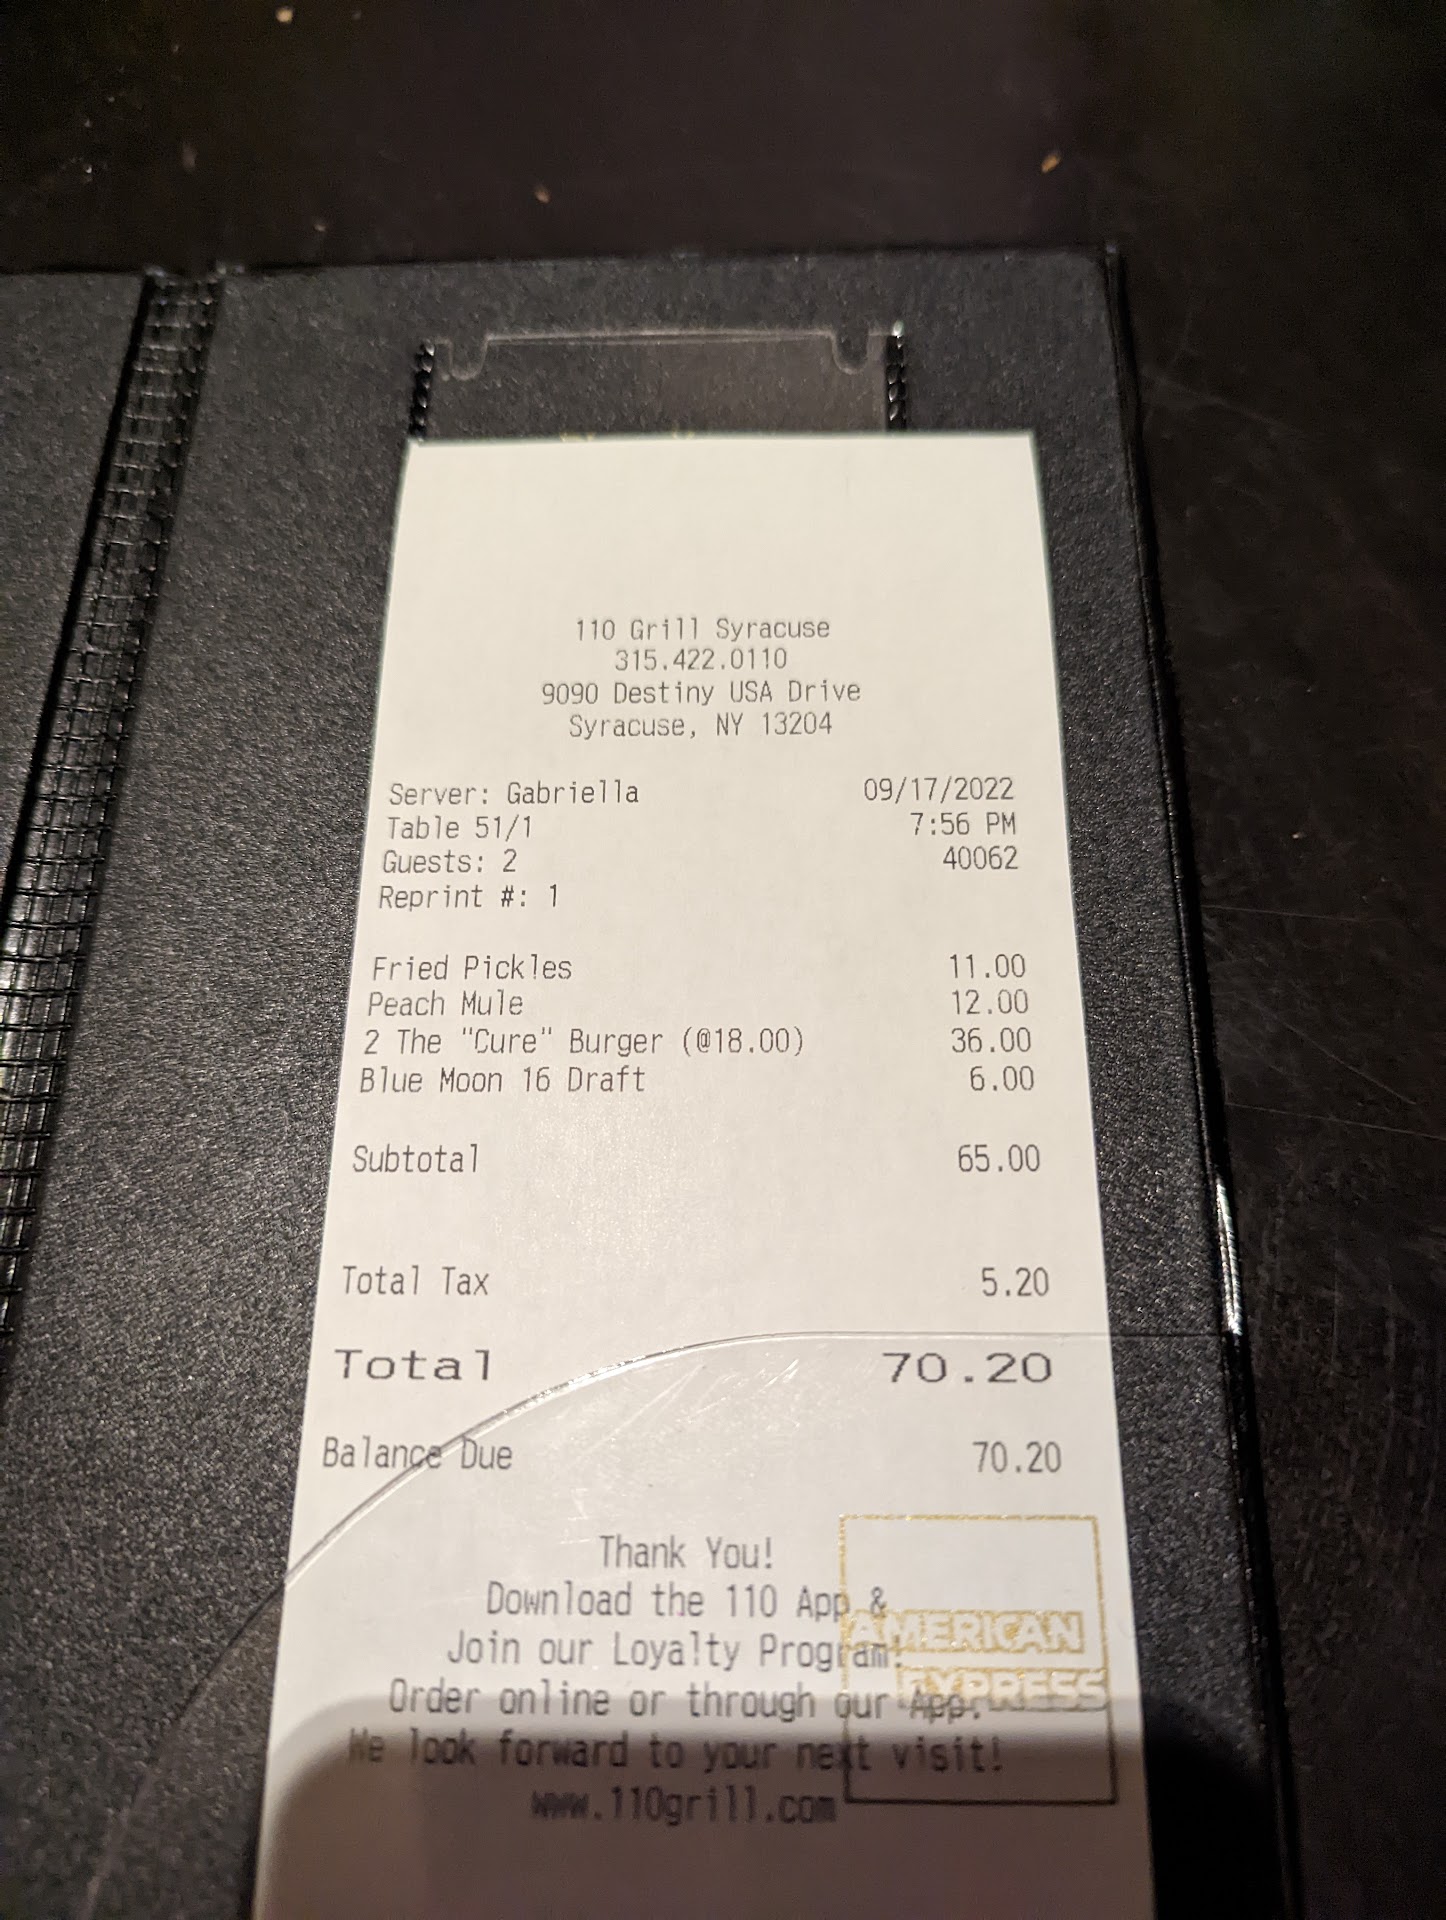 110 Grill Syracuse
315.422.0110
9090 Destiny USA Drive
Syracuse, NY 13204
Server: Gabriella 09/17/2022
Table 51/1 7:56 PM
Guests: 2 40062
Reprint #: 1
Fried Pickles 11.00
Peach Mule 12.00
2 The "Cure" Burger (@18.00) 36.00
Blue Moon 16 Draft 6.00
Subtotal 65.00
Total Tax 5.20
Total 70.20
Balance Due 70.20
Thank You!
Download the 110 App &
Join our Loyalty Program!
Order online or through our App.
We look forward to your next visit!
www.110grill.com
AMERICAN
EXPRESS